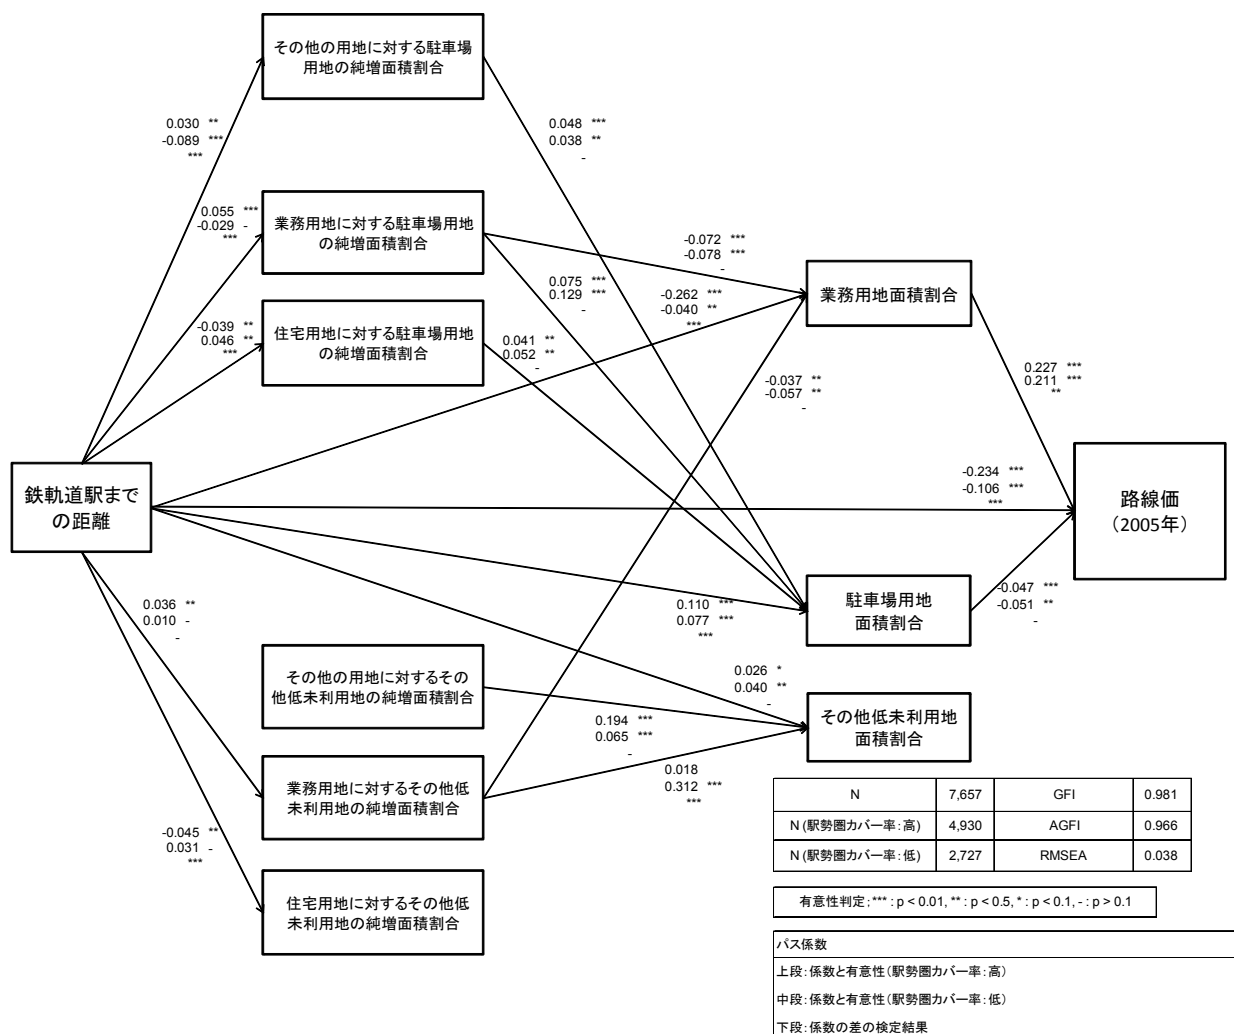 その他の用地に対する駐車場
用地の純増面積割合
0.030 **
-0.089 ***
***
0.048 ***
0.038 **
-
業務用地に対する駐車場用地
の純増面積割合
0.055 ***
-0.029 -
***
-0.072 ***
-0.078 ***
-
業務用地面積割合
0.075 ***
0.129 ***
-
-0.262 ***
-0.040 **
***
住宅用地に対する駐車場用地
の純増面積割合
-0.039 **
0.046 **
***
0.041 **
0.052 **
-
-0.037 **
-0.057 **
-
0.227 ***
0.211 ***
**
鉄軌道駅まで
の距離
-0.234 ***
-0.106 ***
***
路線価
（2005年）
駐車場用地
面積割合
-0.047 ***
-0.051 **
-
0.036 **
0.010 -
-
0.110 ***
0.077 ***
***
その他の用地に対するその
他低未利用地の純増面積割合
0.026 *
0.040 **
-
その他低未利用地
面積割合
0.194 ***
0.065 ***
-
業務用地に対するその他低
未利用地の純増面積割合
0.018
0.312 ***
***
-0.045 **
0.031 -
***
住宅用地に対するその他低
未利用地の純増面積割合
N 7,657 GFI 0.981
N (駅勢圏カバー率：高) 4,930 AGFI 0.966
N (駅勢圏カバー率：低) 2,727 RMSEA 0.038
有意性判定；*** : p < 0.01, ** : p < 0.5, * : p < 0.1, - : p > 0.1
パス係数
上段：係数と有意性（駅勢圏カバー率：高）
中段：係数と有意性（駅勢圏カバー率：低）
下段：係数の差の検定結果